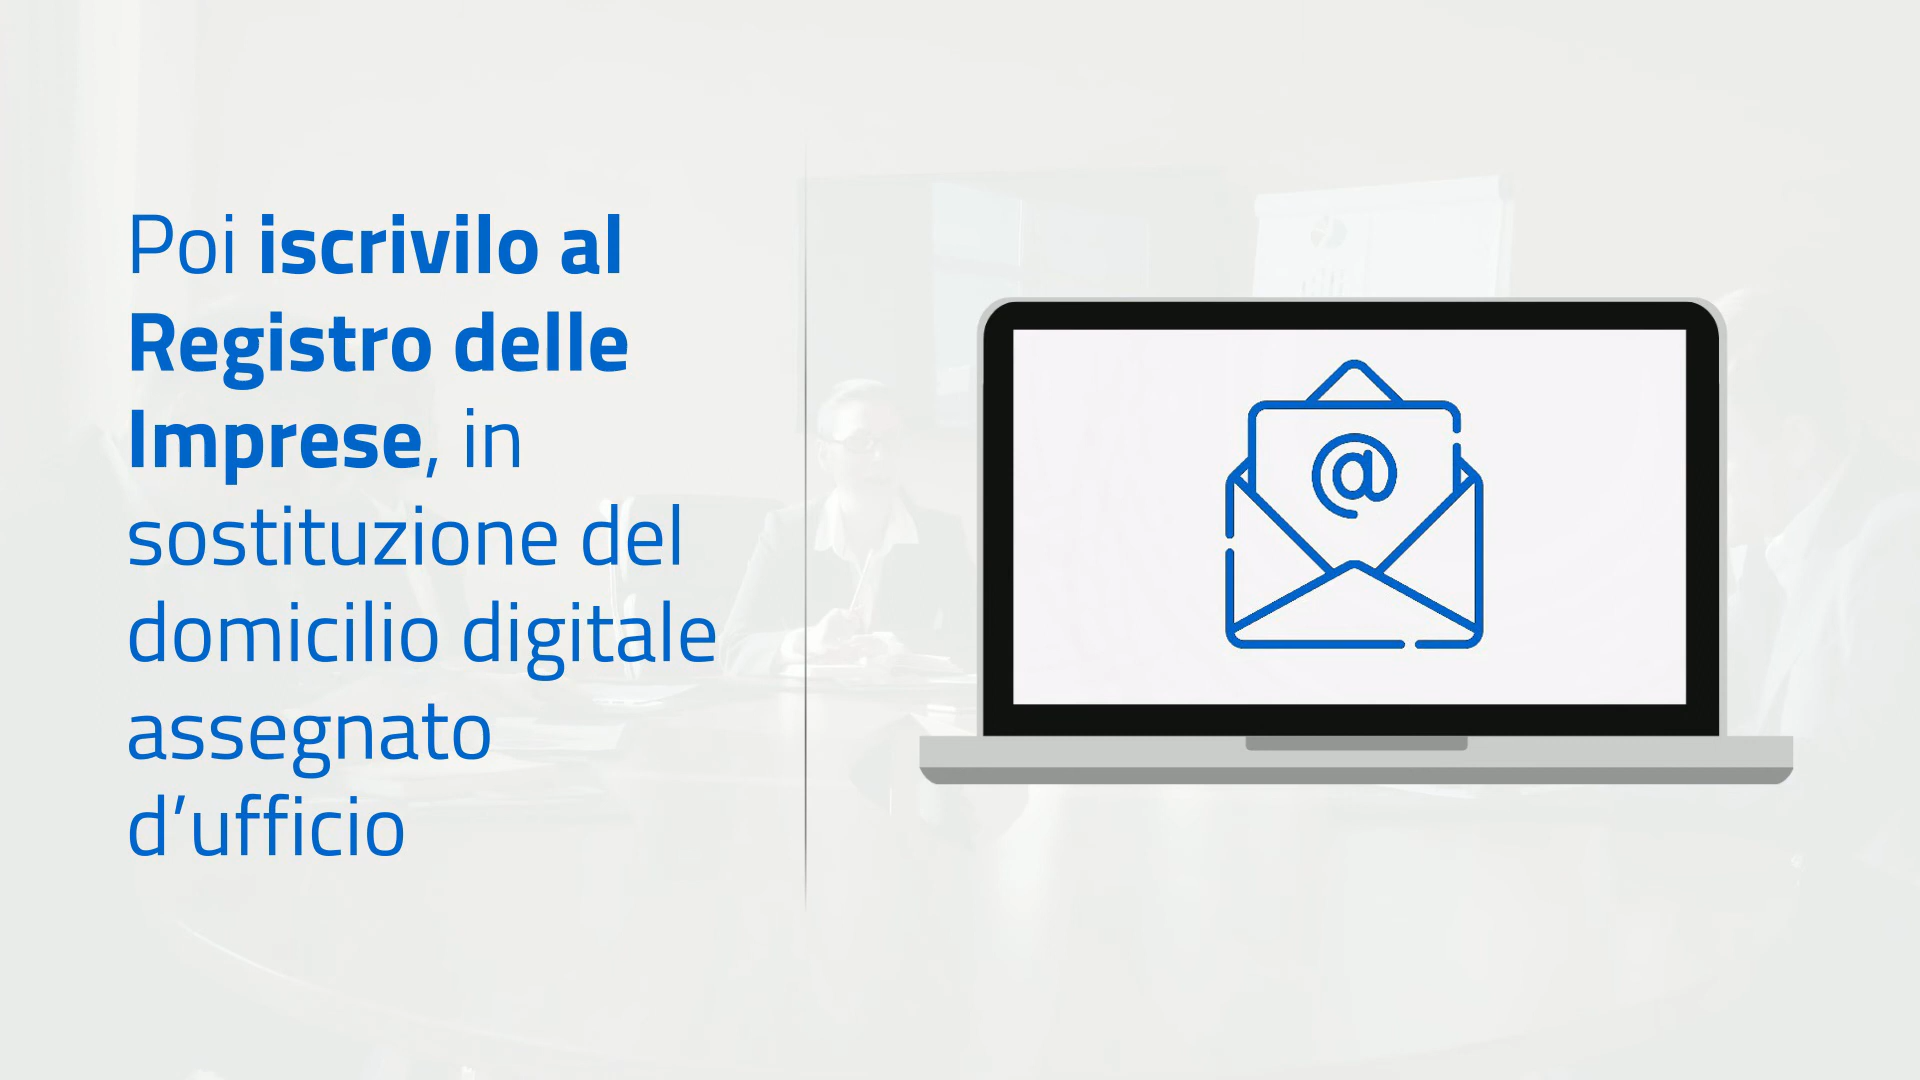 Poi iscrivilo al
Registro delle
Imprese, in
sostituzione del
domicilio digitale
assegnato
d’ufficio
@